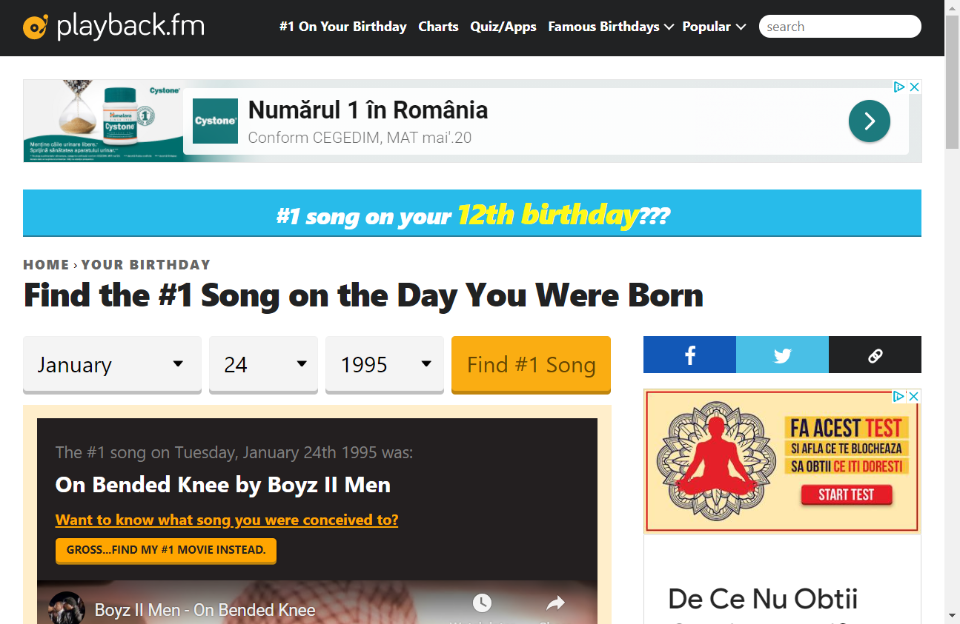 playback.fm
#1 On Your Birthday Charts Quiz/Apps Famous Birthdays Popular search
Cystone
Himalaya
Cystone
Cystone
Numărul 1 în România
Conform CEGEDIM, MAT mai'.20
Menține căile urinare libere.
#1 song on your 12th birthday???
HOME › YOUR BIRTHDAY
Find the #1 Song on the Day You Were Born
January 24 1995 Find #1 Song
The #1 song on Tuesday, January 24th 1995 was:
On Bended Knee by Boyz II Men
Want to know what song you were conceived to?
GROSS...FIND MY #1 MOVIE INSTEAD.
Boyz II Men - On Bended Knee
FA ACEST TEST
SI AFLA CE TE BLOCHEAZA
SA OBTII CE ITI DORESTI
START TEST
De Ce Nu Obtii